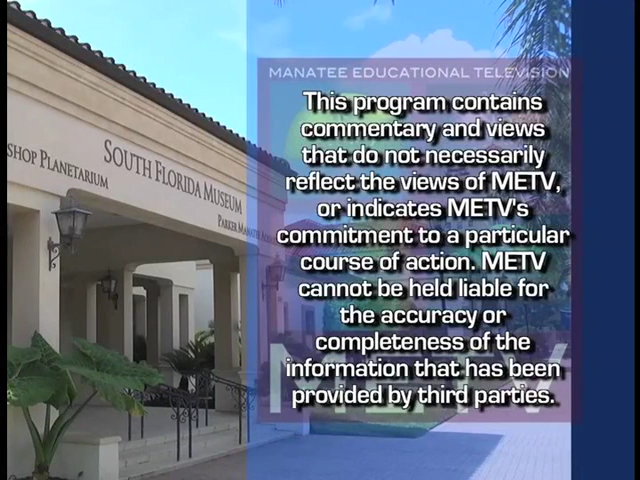 SHOP PLANETARIUM
SOUTH FLORIDA MUSEUM
PARKER MANATEE
MANATEE EDUCATIONAL TELEVISION
This program contains
commentary and views
that do not necessarily
reflect the views of METV,
or indicates METV's
commitment to a particular
course of action. METV
cannot be held liable for
the accuracy or
completeness of the
information that has been
provided by third parties.
METV